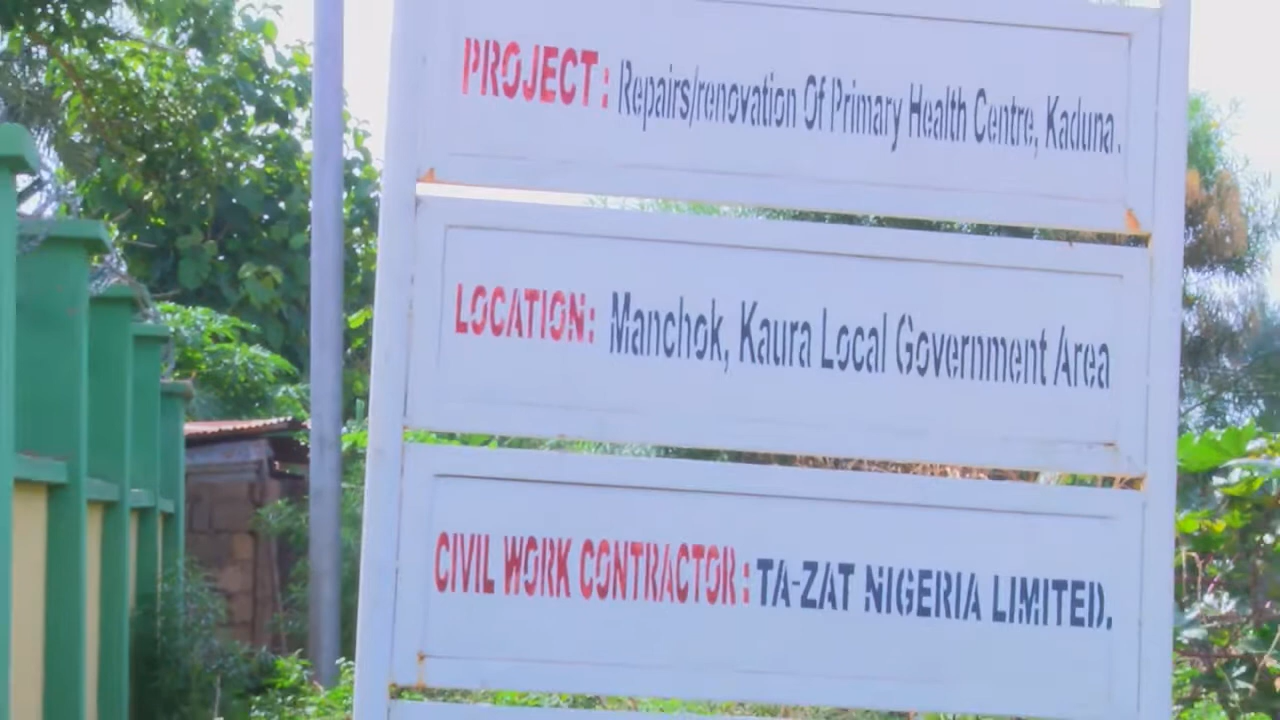 PROJECT: Repairs/renovation Of Primary Health Centre, Kaduna.
LOCATION: Manchok, Kaura Local Government Area
CIVIL WORK CONTRACTOR: TA-ZAT NIGERIA LIMITED.